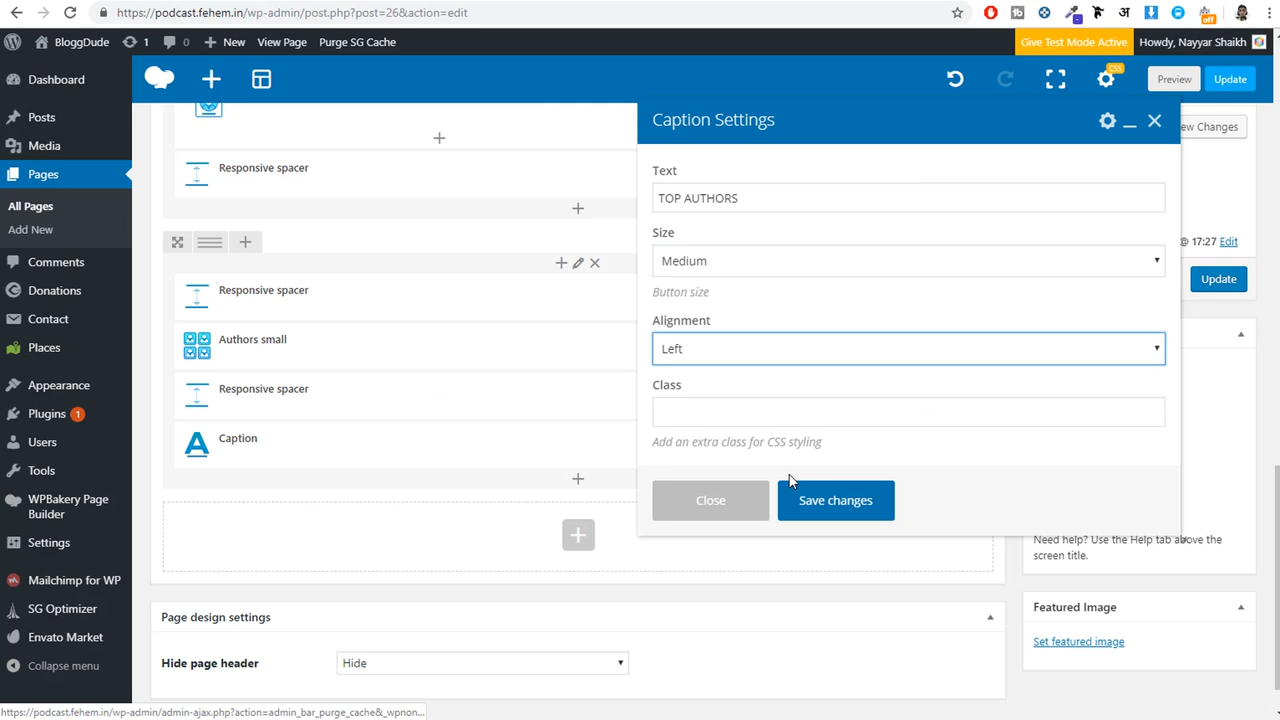 https://podcast.fehem.in/wp-admin/post.php?post=26&action=edit
अ
off
BloggDude
1
0
New
View Page
Purge SG Cache
Give Test Mode Active
Howdy, Nayyar Shaikh
Dashboard
Posts
Media
Pages
All Pages
Add New
Comments
Donations
Contact
Places
Appearance
Plugins 1
Users
Tools
WPBakery Page
Builder
Settings
Mailchimp for WP
SG Optimizer
Envato Market
Collapse menu
CSS
Preview
Update
Responsive spacer
Responsive spacer
Authors small
Responsive spacer
Caption
Caption Settings
Text
TOP AUTHORS
Size
Medium
Button size
Alignment
Left
Class
Add an extra class for CSS styling
Close
Save changes
ew Changes
@ 17:27 Edit
Update
Need help? Use the Help tab above the
screen title.
Featured Image
Set featured image
Page design settings
Hide page header
Hide
https://podcast.fehem.in/wp-admin/admin-ajax.php?action=admin_bar_purge_cache&_wpnon...